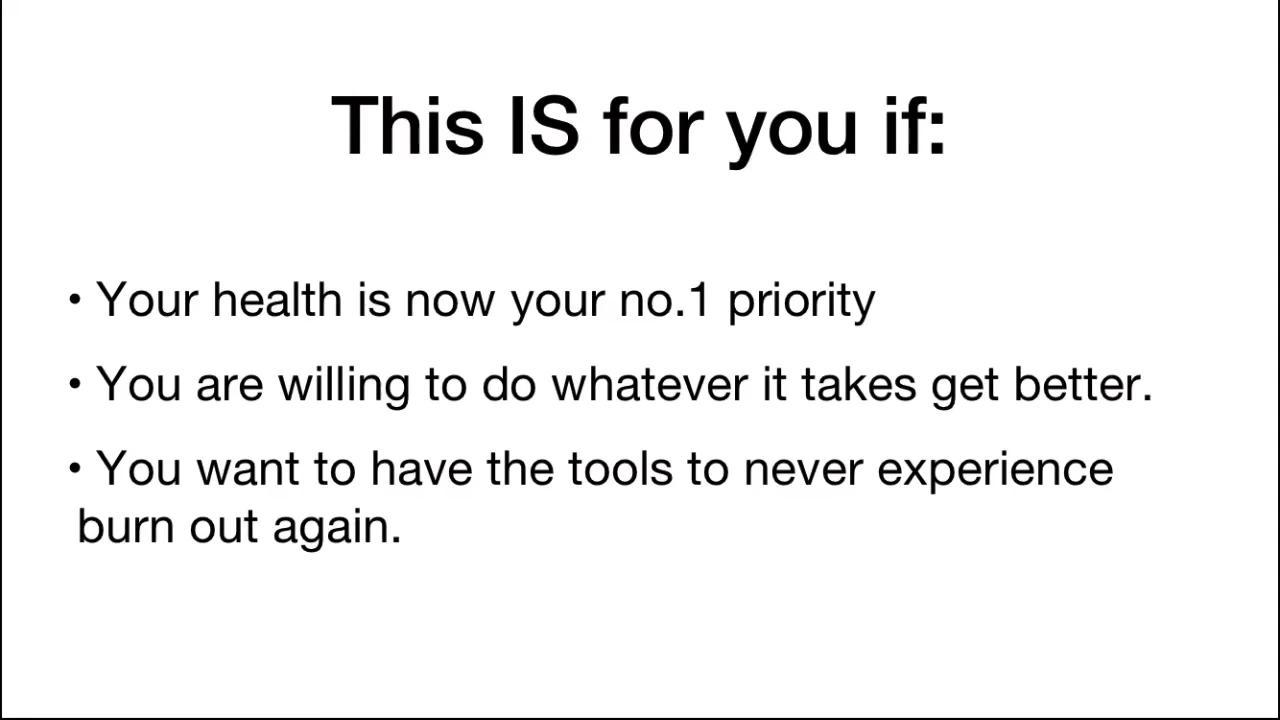 This IS for you if:
• Your health is now your no.1 priority
• You are willing to do whatever it takes get better.
• You want to have the tools to never experience
burn out again.